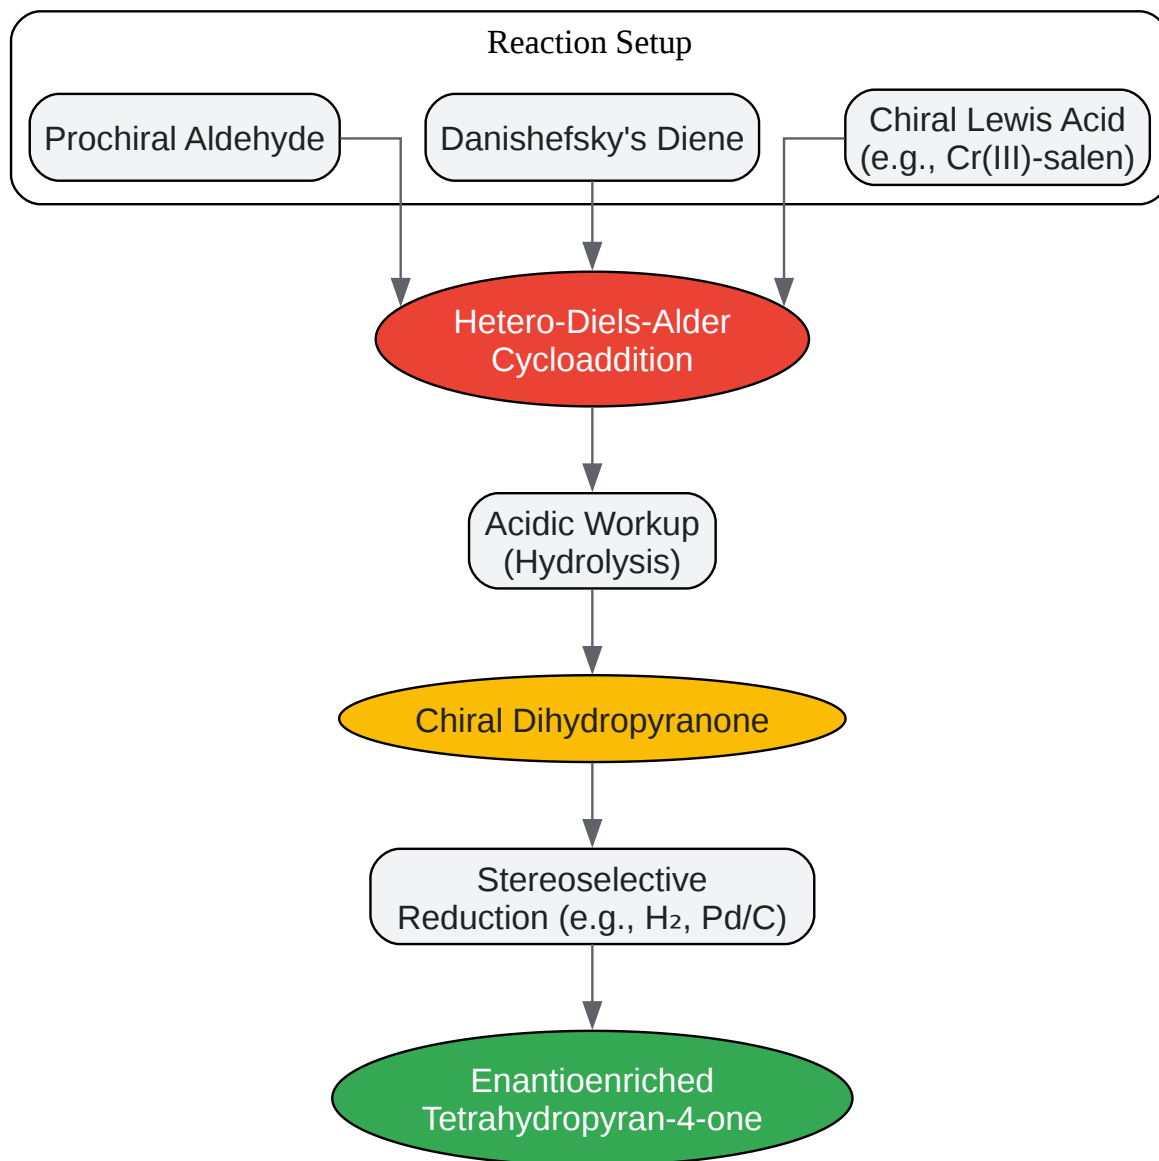 Reaction Setup
Prochiral Aldehyde
Danishefsky's Diene
Chiral Lewis Acid
(e.g., Cr(III)-salen)
Hetero-Diels-Alder
Cycloaddition
Acidic Workup
(Hydrolysis)
Chiral Dihydropyranone
Stereoselective
Reduction (e.g., H₂, Pd/C)
Enantioenriched
Tetrahydropyran-4-one